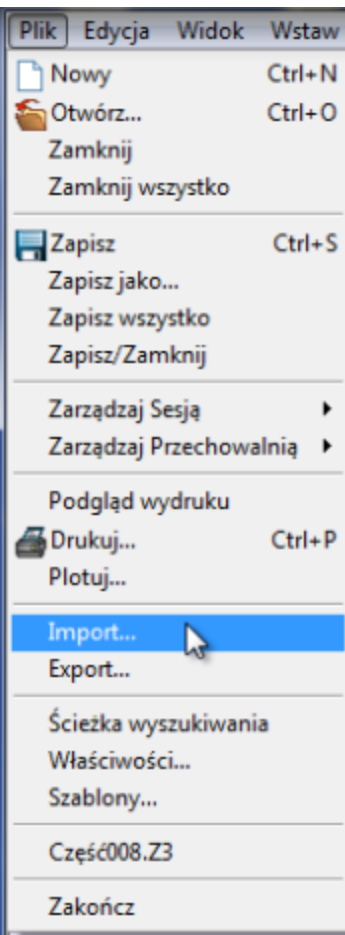 Plik Edycja Widok Wstaw
Nowy Ctrl+N
Otwórz... Ctrl+O
Zamknij
Zamknij wszystko
Zapisz Ctrl+S
Zapisz jako...
Zapisz wszystko
Zapisz/Zamknij
Zarządzaj Sesją
Zarządzaj Przechowalnią
Podgląd wydruku
Drukuj... Ctrl+P
Plotuj...
Import...
Export...
Ścieżka wyszukiwania
Właściwości...
Szablony...
Część008.Z3
Zakończ